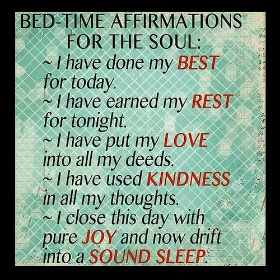 BED-TIME AFFIRMATIONS
FOR THE SOUL:
~ I have done my BEST
for today.
~ I have earned my REST
for tonight.
~ I have put my LOVE
into all my deeds.
~ I have used KINDNESS
in all my thoughts.
~ I close this day with
pure JOY and now drift
into a SOUND SLEEP